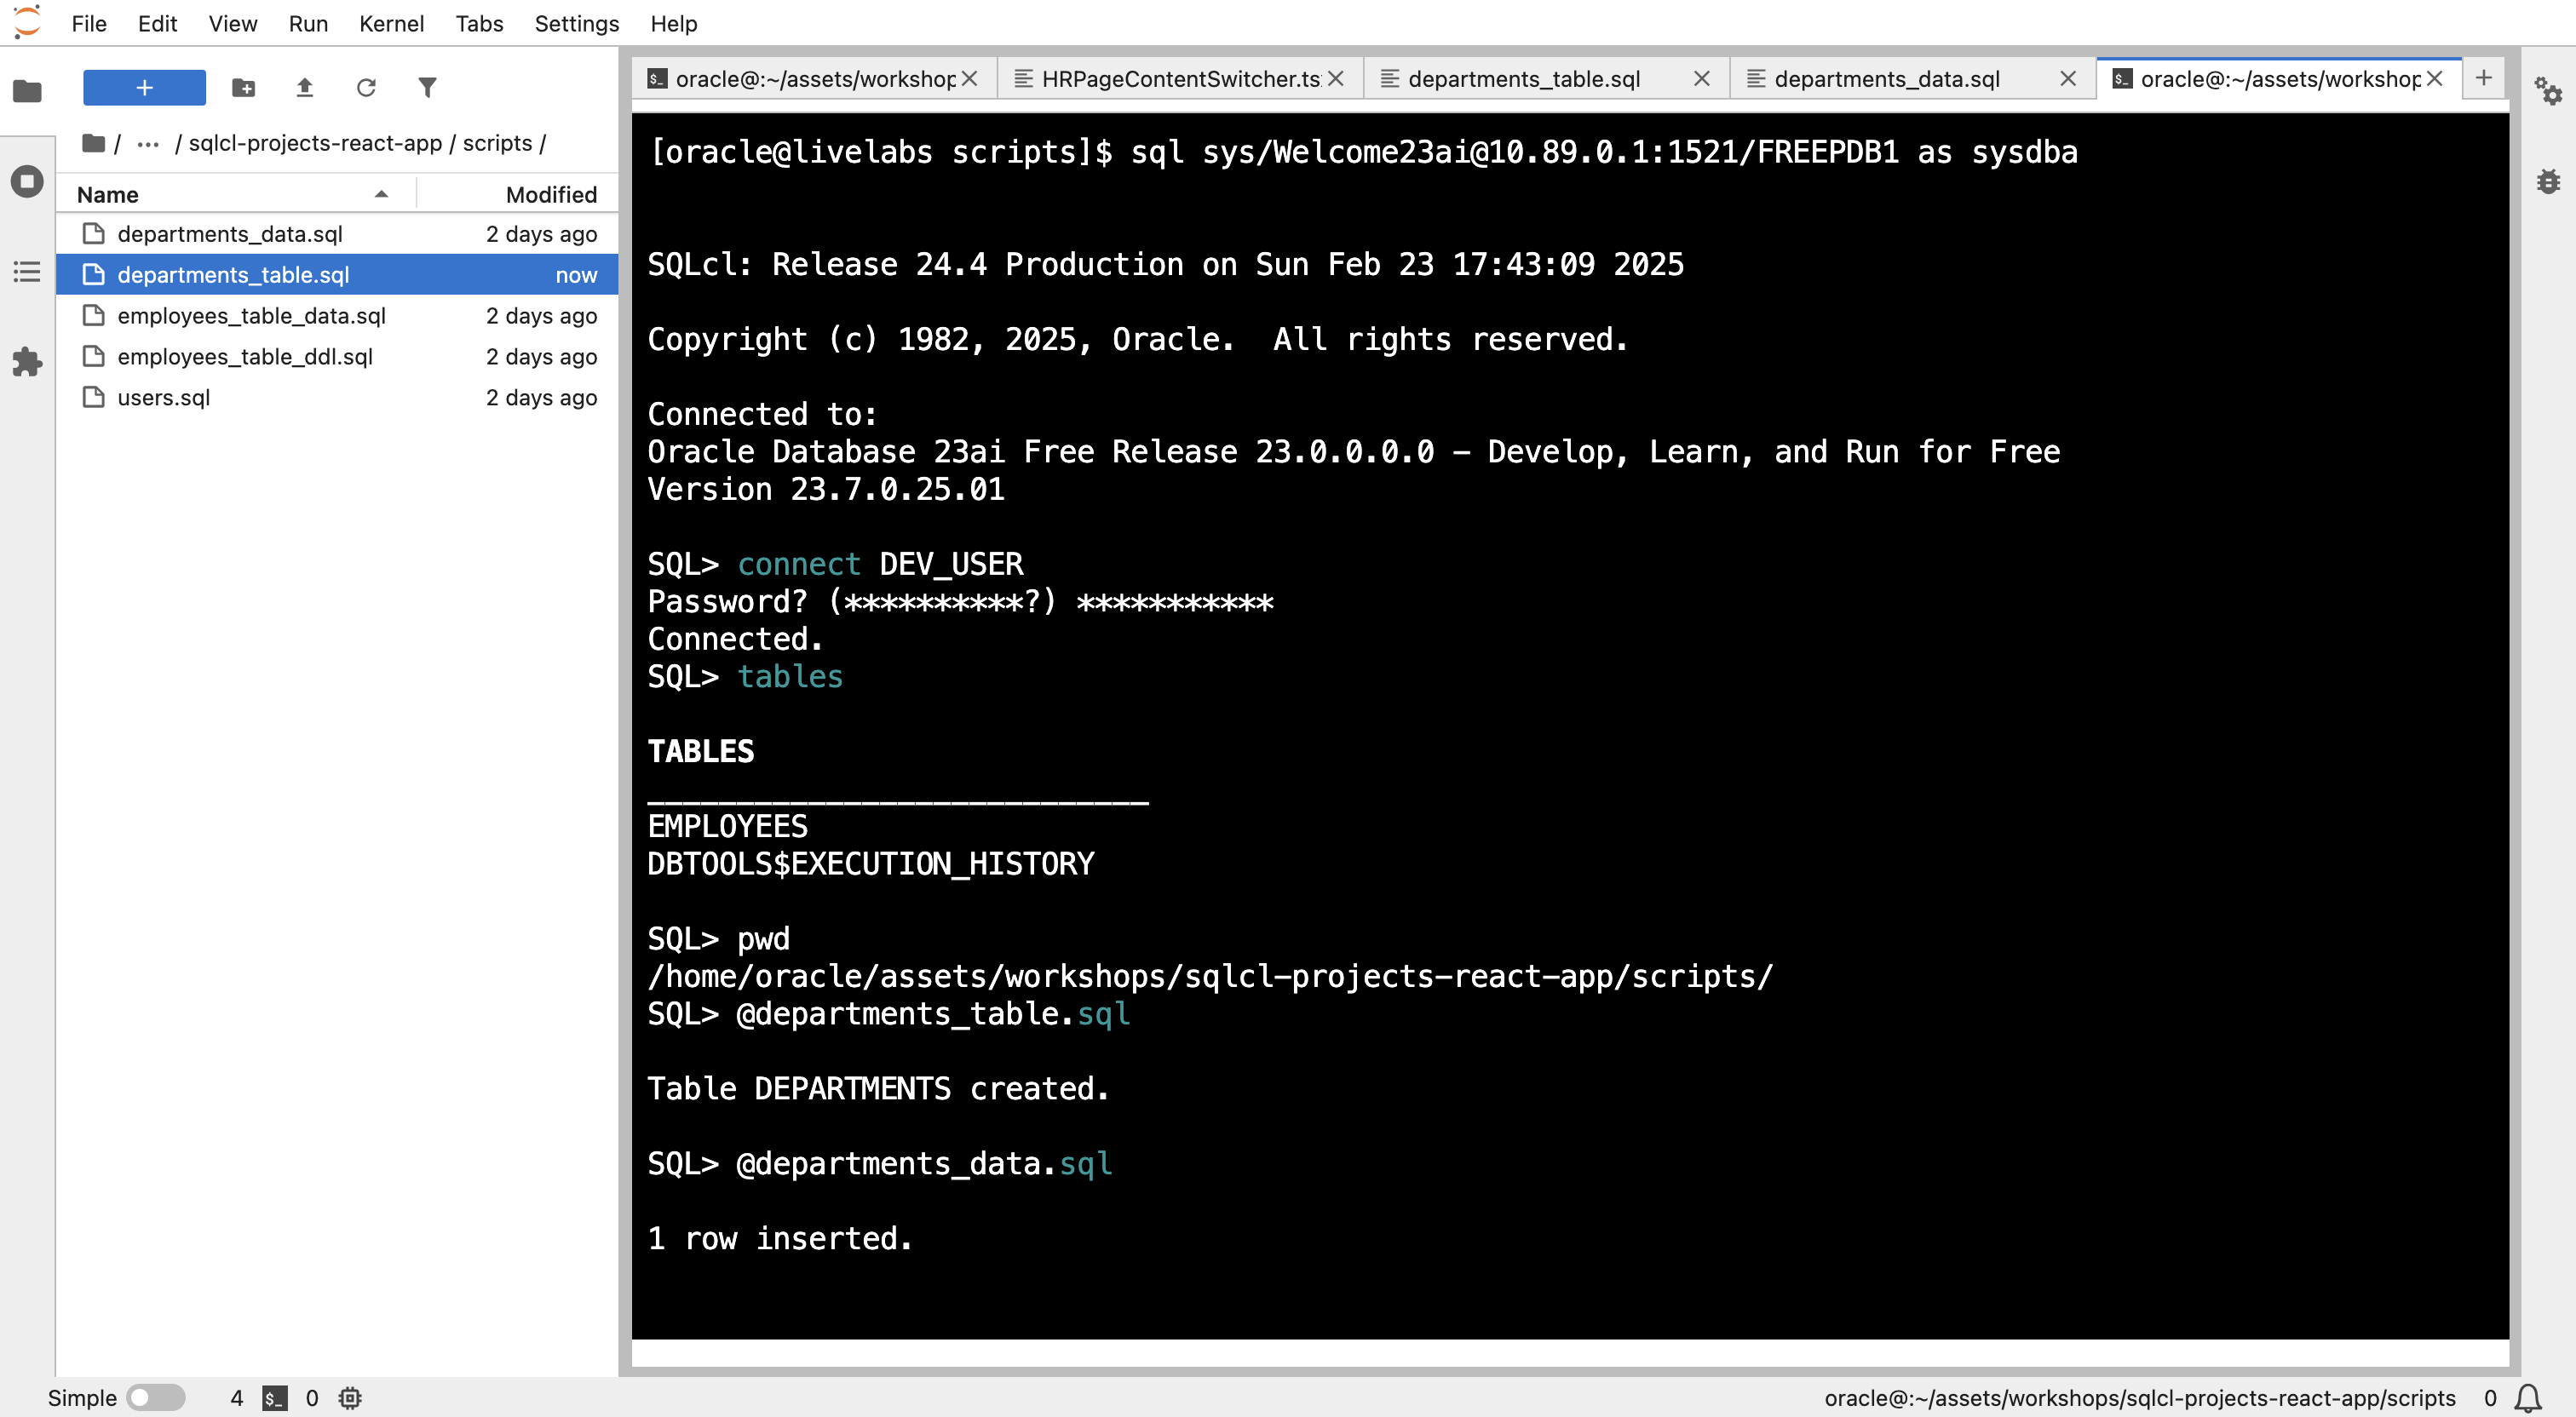 File Edit View Run Kernel Tabs Settings Help
+
/ ... / sqlcl-projects-react-app / scripts /
Name Modified
departments_data.sql 2 days ago
departments_table.sql now
employees_table_data.sql 2 days ago
employees_table_ddl.sql 2 days ago
users.sql 2 days ago
oracle@:~/assets/workshop HRPageContentSwitcher.ts departments_table.sql departments_data.sql oracle@:~/assets/workshop +
[oracle@livelabs scripts]$ sql sys/Welcome23ai@10.89.0.1:1521/FREEPDB1 as sysdba
SQLcl: Release 24.4 Production on Sun Feb 23 17:43:09 2025
Copyright (c) 1982, 2025, Oracle.  All rights reserved.
Connected to:
Oracle Database 23ai Free Release 23.0.0.0.0 – Develop, Learn, and Run for Free
Version 23.7.0.25.01
SQL> connect DEV_USER
Password? (**********?) ***********
Connected.
SQL> tables
TABLES
____________________________
EMPLOYEES
DBTOOLS$EXECUTION_HISTORY
SQL> pwd
/home/oracle/assets/workshops/sqlcl-projects-react-app/scripts/
SQL> @departments_table.sql
Table DEPARTMENTS created.
SQL> @departments_data.sql
1 row inserted.
Simple 4 $_ 0 oracle@:~/assets/workshops/sqlcl-projects-react-app/scripts 0